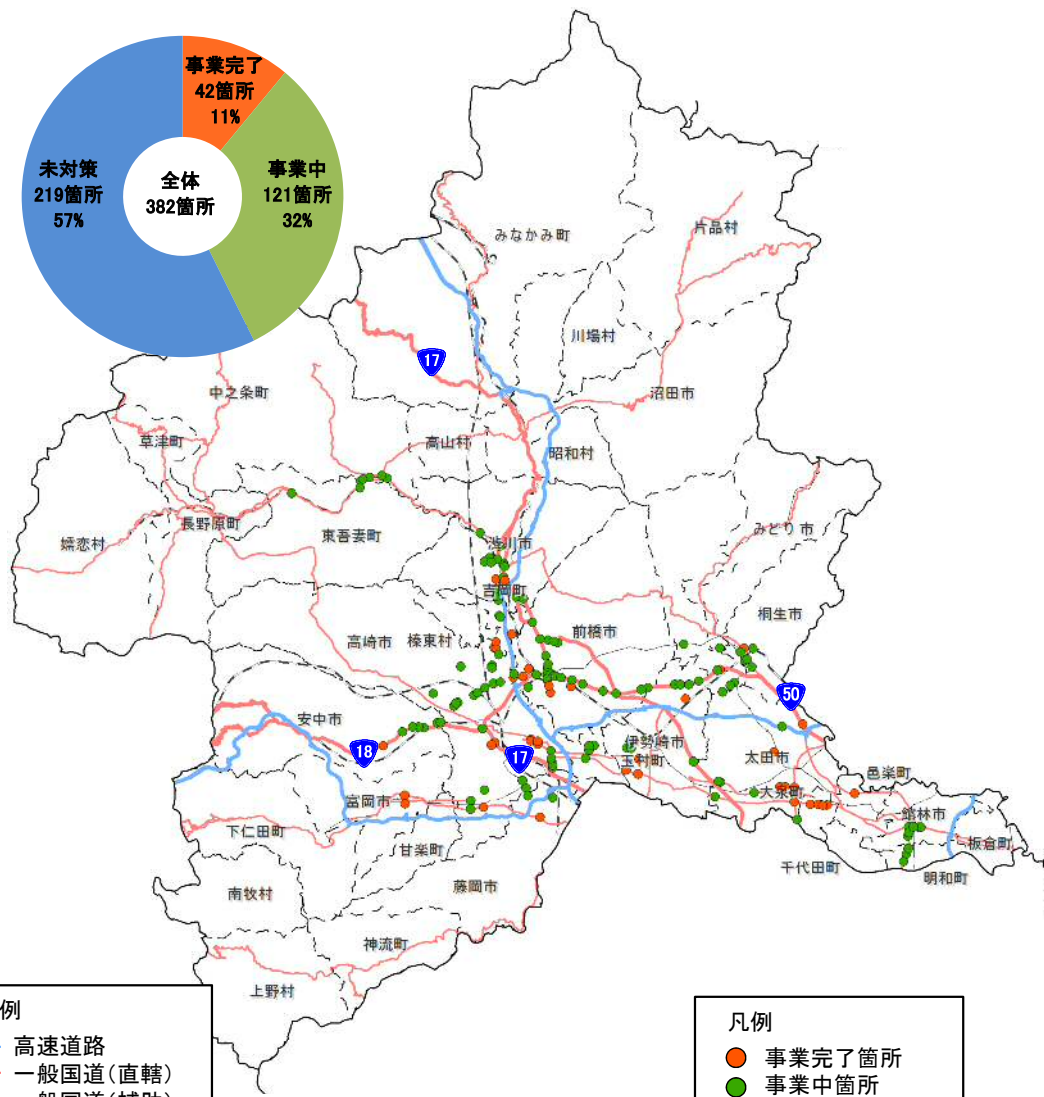 事業完了
42箇所
11%
未対策
219箇所
57%
全体
382箇所
事業中
121箇所
32%
みなかみ町
片品村
川場村
17
中之条町
沼田市
草津町
高山村
昭和村
みどり市
長野原町
東吾妻町
嬬恋村
渋川市
吉岡町
桐生市
高崎市
榛東村
前橋市
50
安中市
18
17
伊勢崎市
玉村町
太田市
邑楽町
富岡市
大泉町
館林市
下仁田町
甘楽町
板倉町
千代田町
明和町
南牧村
藤岡市
神流町
上野村
例
高速道路
一般国道(直轄)
一般国道(補助)
凡例
事業完了箇所
事業中箇所